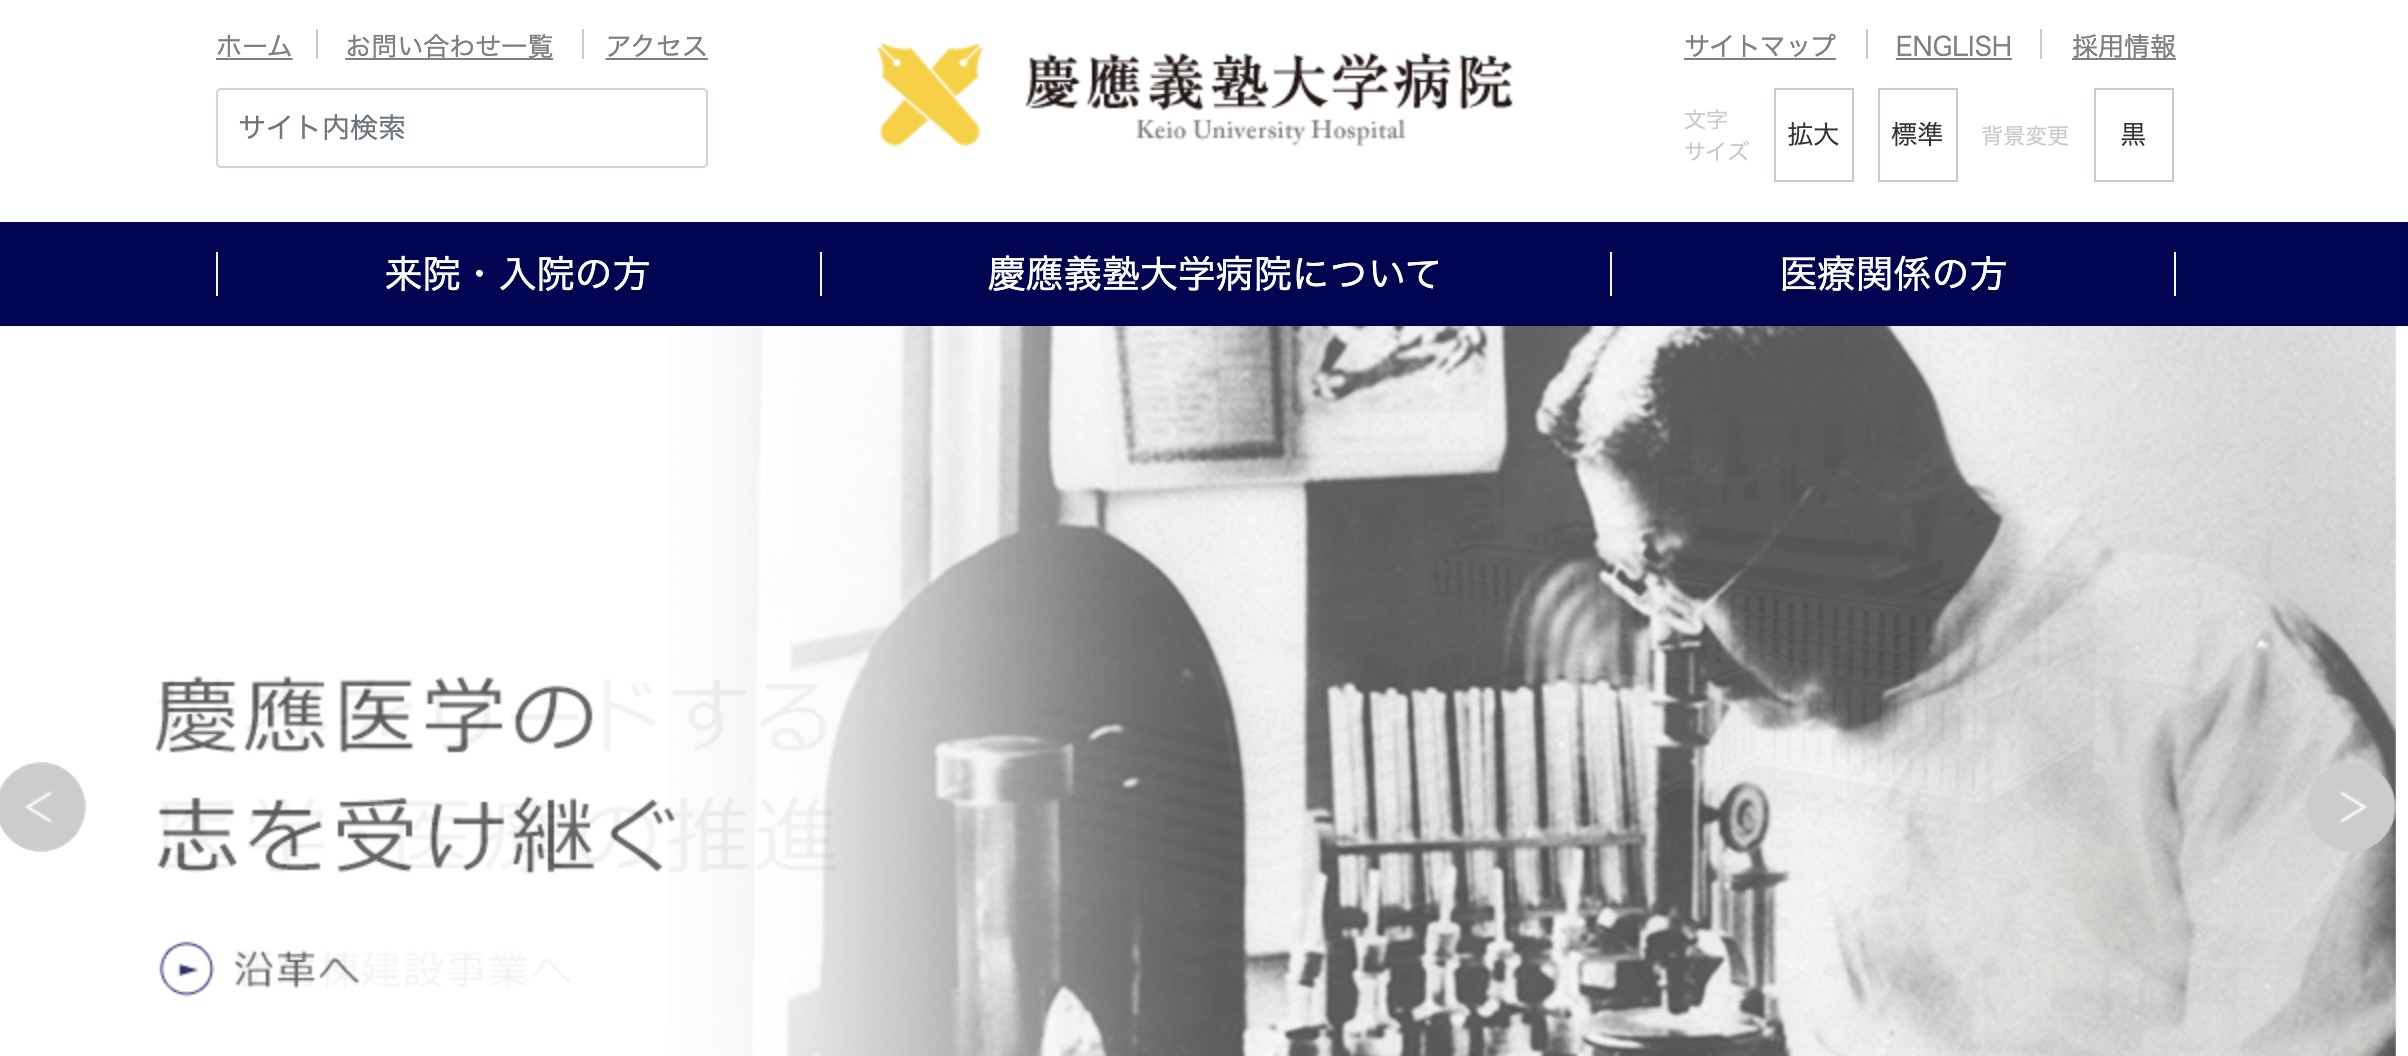 ホーム
お問い合わせ一覧
アクセス
サイト内検索
慶應義塾大学病院
Keio University Hospital
サイトマップ
ENGLISH
採用情報
文字
サイズ
拡大
標準
背景変更
黒
来院・入院の方
慶應義塾大学病院について
医療関係の方
慶應医学の
志を受け継ぐ
沿革へ